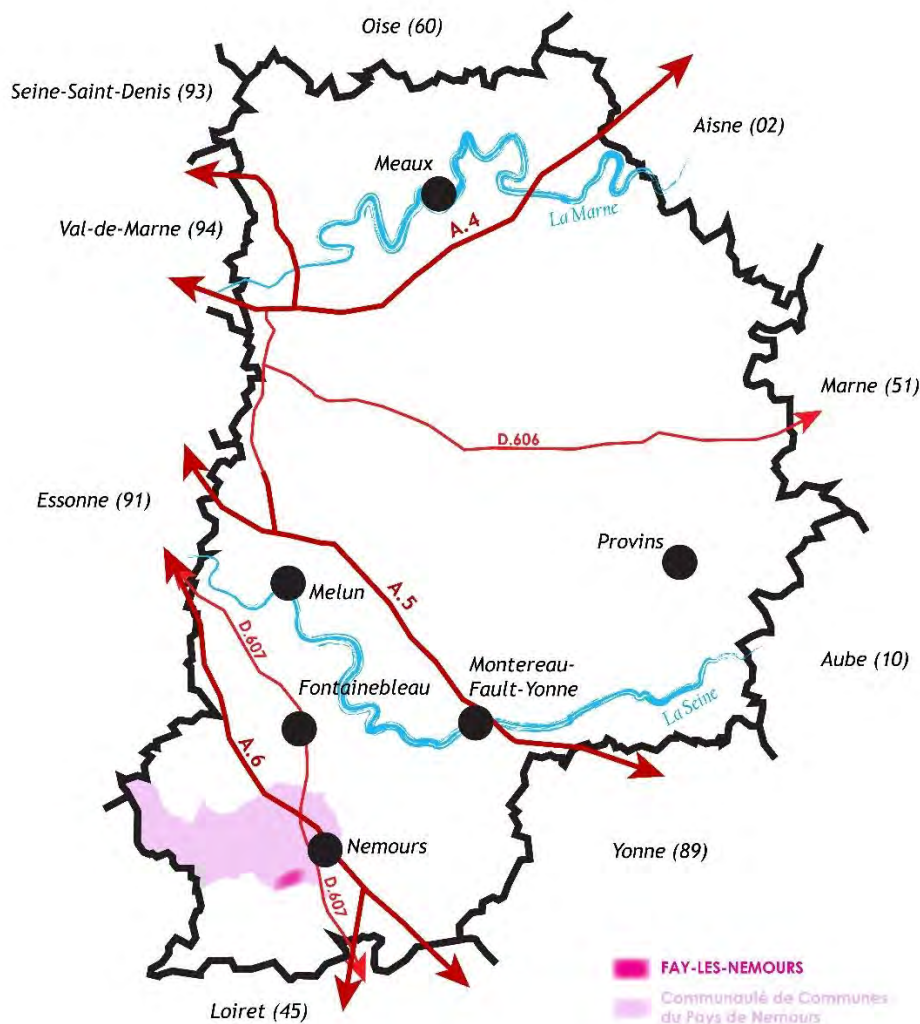 Oise (60)
Seine-Saint-Denis (93)
Aisne (02)
Meaux
La Marne
Val-de-Marne (94)
A.4
Marne (51)
D.606
Essonne (91)
Provins
Melun
A.5
D.607
Montereau-
Fault-Yonne
Aube (10)
Fontainebleau
La Seine
A.6
Nemours
Yonne (89)
D.607
FAY-LES-NEMOURS
Communaulé de Communes
du Pays de Nemours
Loiret (45)